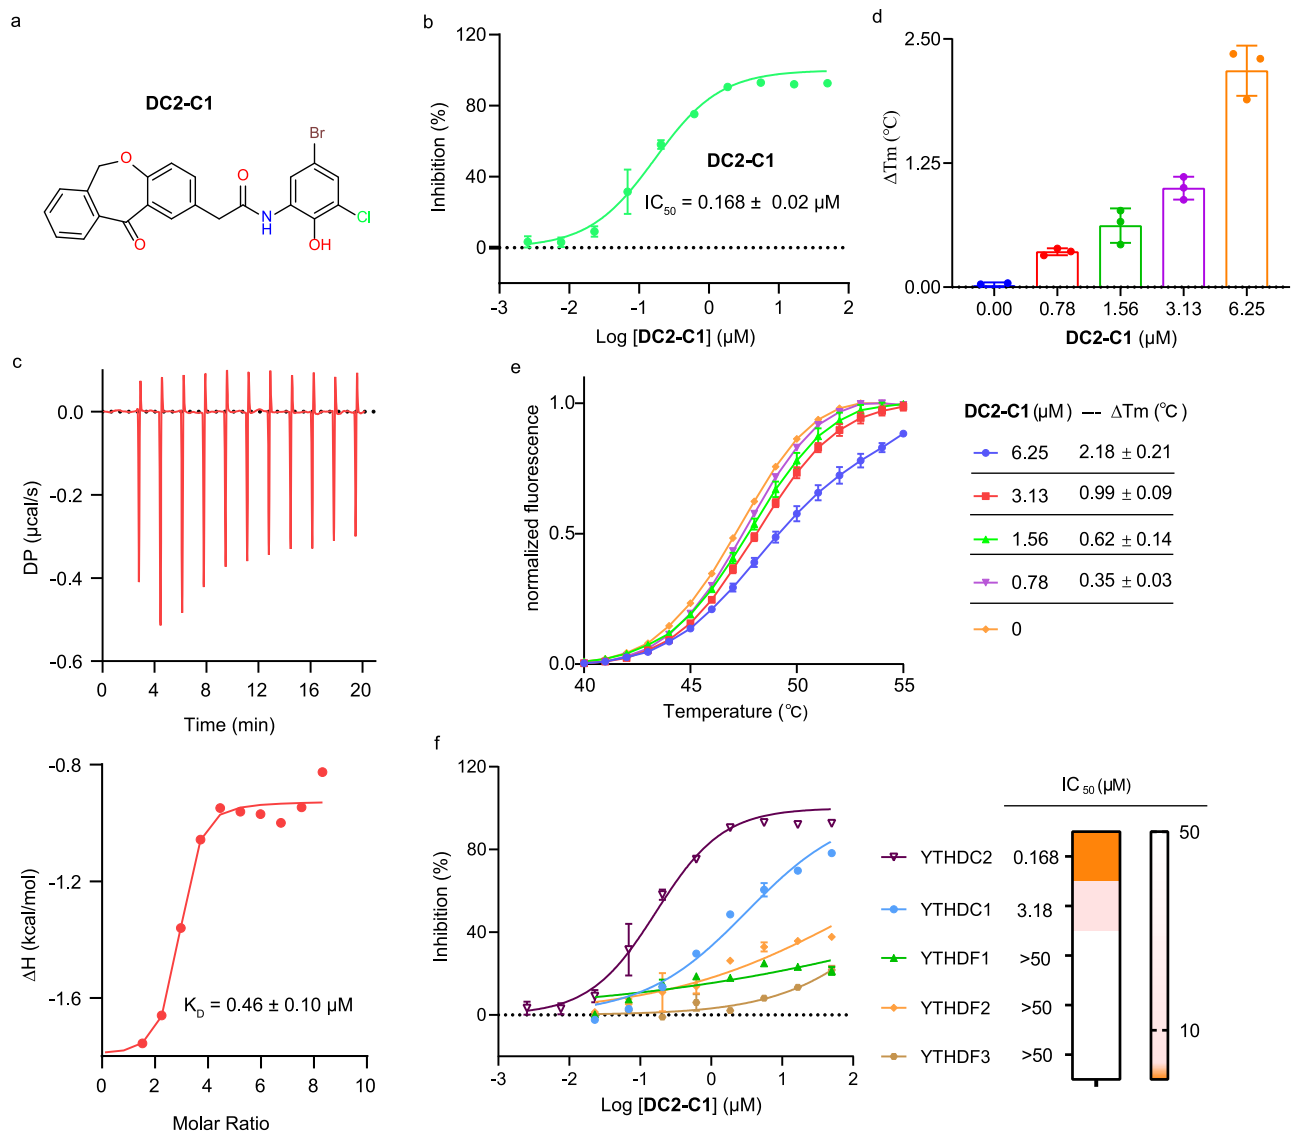 a
DC2-C1
Br
O
O
N
H
Cl
OH
O
b
120
80
40
0
Inhibition (%)
DC2-C1
IC50 = 0.168 ± 0.02 µM
-3 -2 -1 0 1 2
Log [DC2-C1] (µM)
d
2.50
1.25
0.00
ΔTm (℃)
0.00 0.78 1.56 3.13 6.25
DC2-C1 (µM)
c
0.0
-0.2
-0.4
-0.6
DP (µcal/s)
0 4 8 12 16 20
Time (min)
-0.8
-1.2
-1.6
ΔH (kcal/mol)
KD = 0.46 ± 0.10 µM
0 2 4 6 8 10
Molar Ratio
e
1.0
0.5
0.0
normalized fluorescence
40 45 50 55
Temperature (℃)
DC2-C1 (µM) --- ΔTm (℃)
6.25 2.18 ± 0.21
3.13 0.99 ± 0.09
1.56 0.62 ± 0.14
0.78 0.35 ± 0.03
0
f
120
80
40
0
Inhibition (%)
-3 -2 -1 0 1 2
Log [DC2-C1] (µM)
IC50 (µM)
YTHDC2 0.168
YTHDC1 3.18
YTHDF1 >50
YTHDF2 >50
YTHDF3 >50
50
10